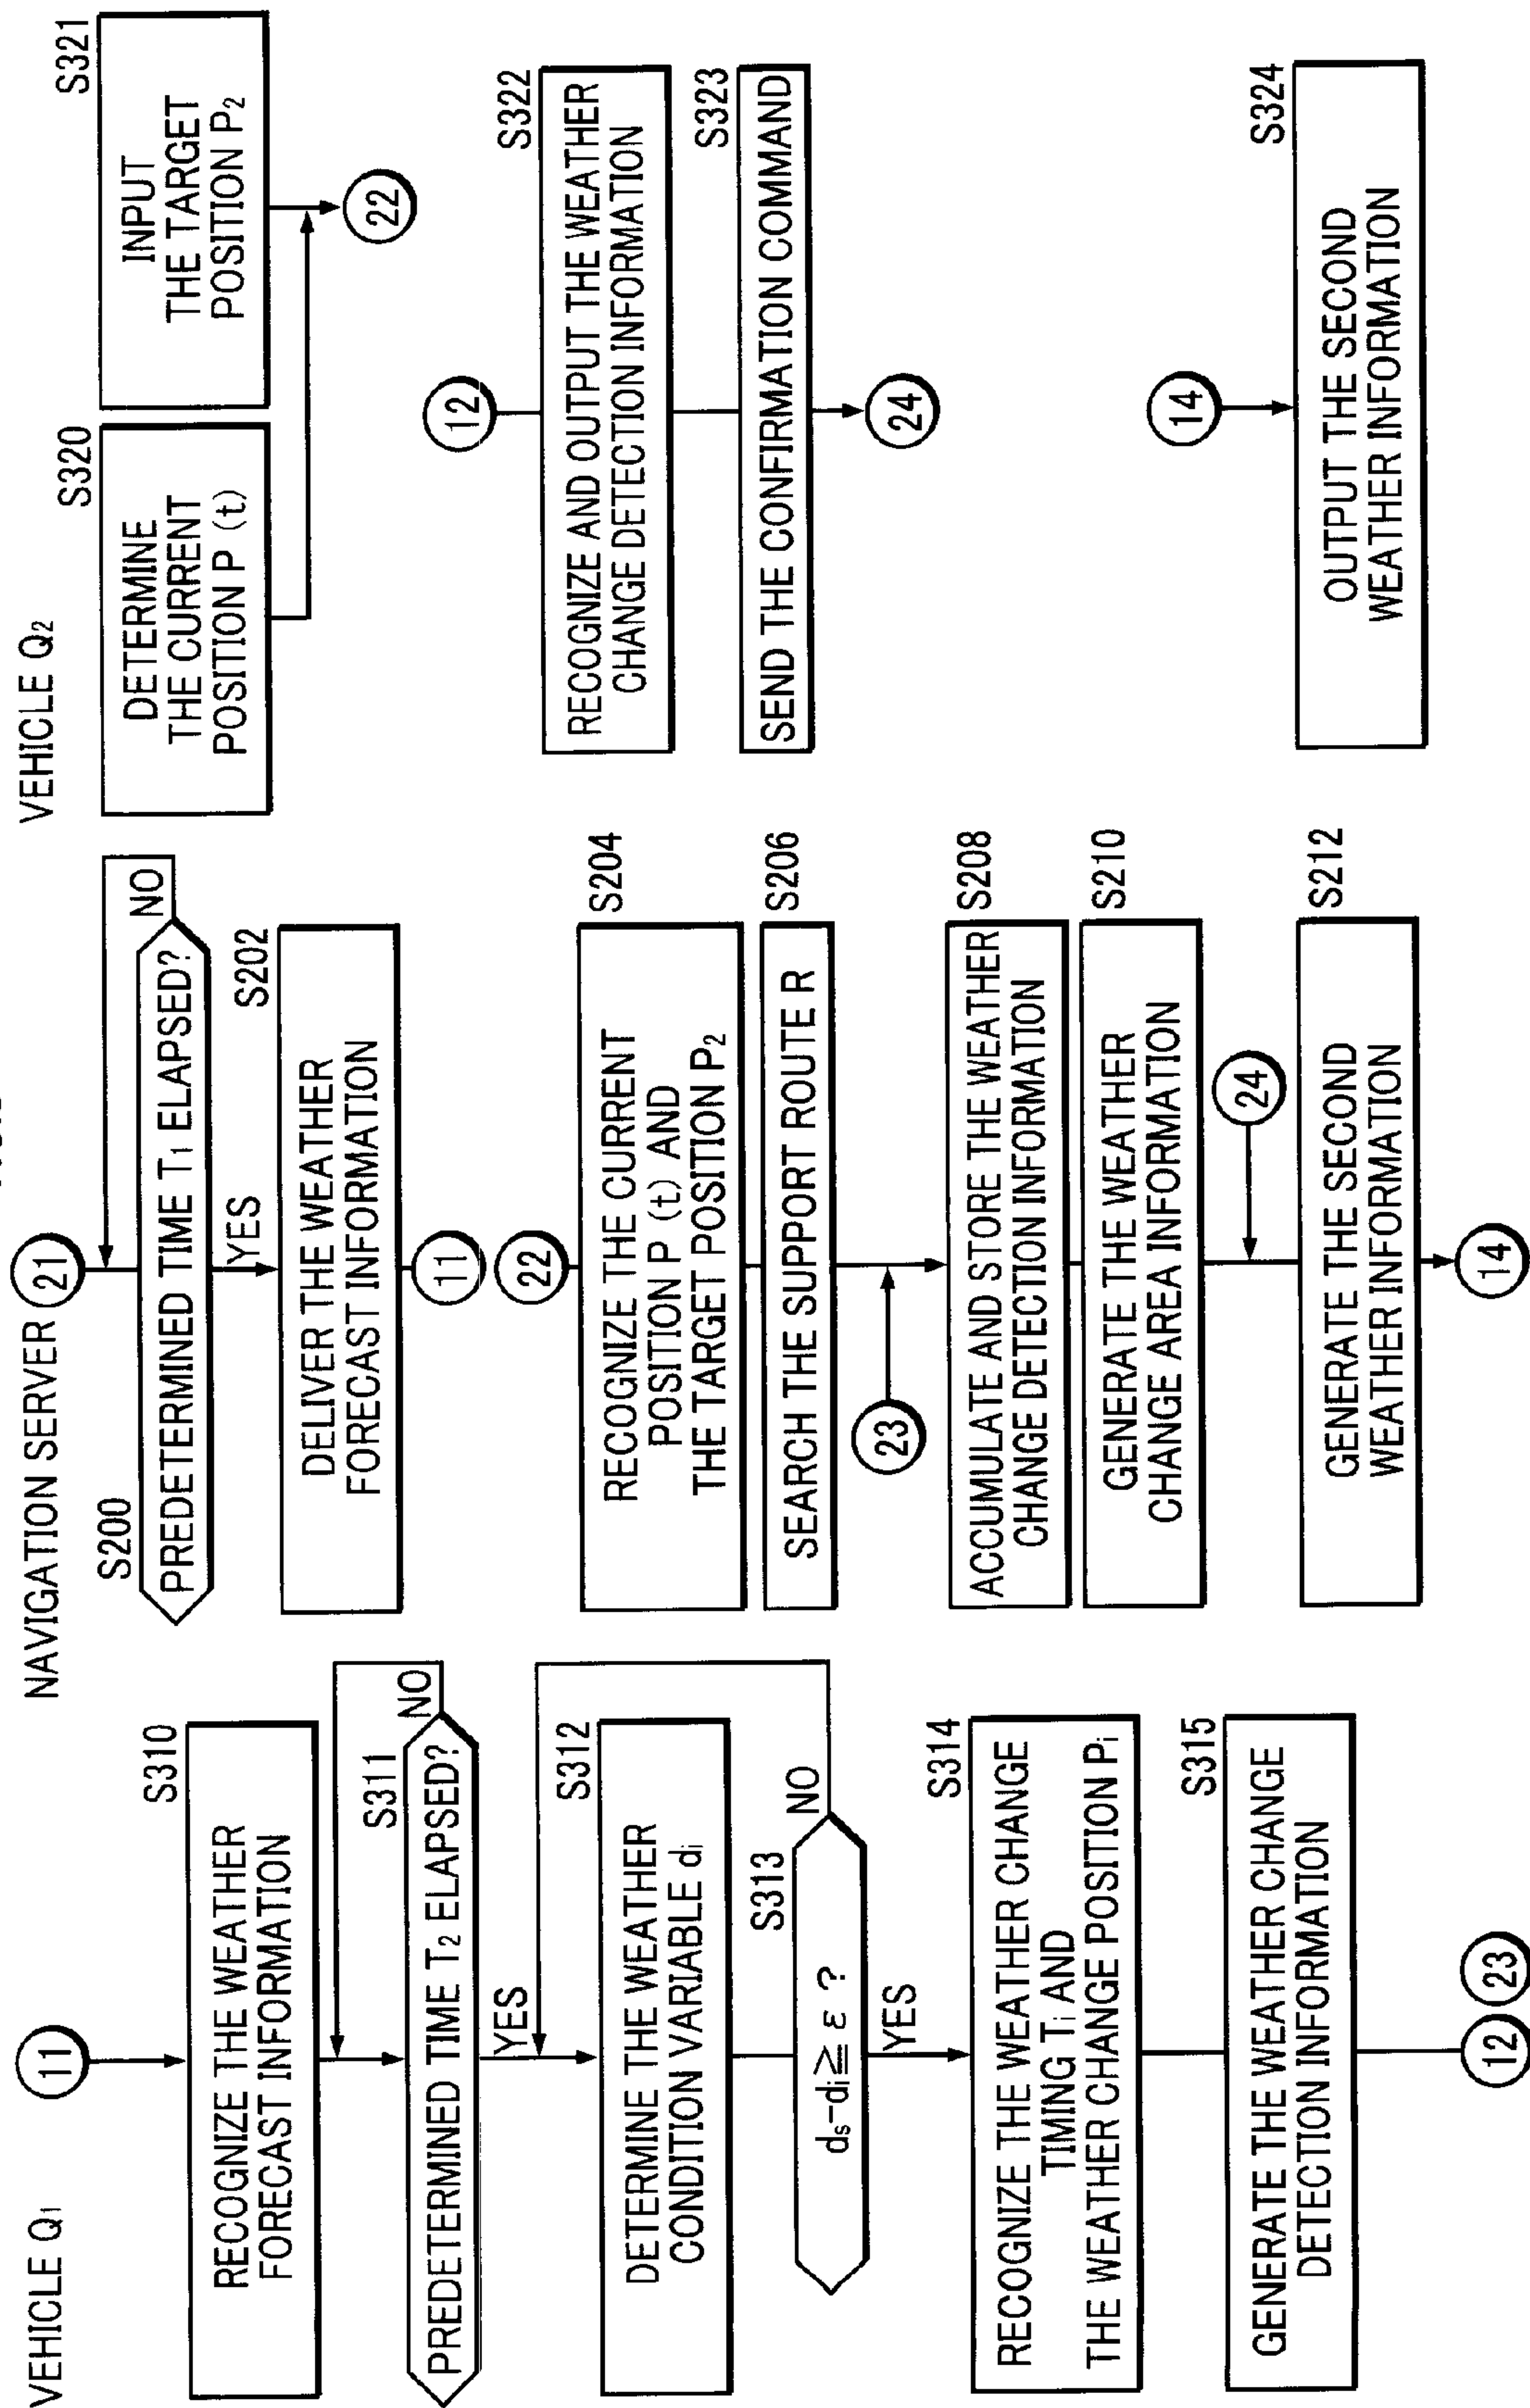 VEHICLE Q1
11
S310
RECOGNIZE THE WEATHER
FORECAST INFORMATION
S311
NO
PREDETERMINED TIME T2 ELAPSED?
YES
S312
DETERMINE THE WEATHER
CONDITION VARIABLE di
S313
NO
ds-di≧ ε ?
YES
S314
RECOGNIZE THE WEATHER CHANGE
TIMING Ti AND
THE WEATHER CHANGE POSITION Pi
S315
GENERATE THE WEATHER CHANGE
DETECTION INFORMATION
12
23
NAVIGATION SERVER
21
S200
NO
PREDETERMINED TIME T1 ELAPSED?
YES
S202
DELIVER THE WEATHER
FORECAST INFORMATION
11
22
S204
RECOGNIZE THE CURRENT
POSITION P (t) AND
THE TARGET POSITION P2
S206
SEARCH THE SUPPORT ROUTE R
23
S208
ACCUMULATE AND STORE THE WEATHER
CHANGE DETECTION INFORMATION
S210
GENERATE THE WEATHER
CHANGE AREA INFORMATION
24
S212
GENERATE THE SECOND
WEATHER INFORMATION
14
VEHICLE Q2
S320
DETERMINE
THE CURRENT
POSITION P (t)
S321
INPUT
THE TARGET
POSITION P2
22
12
S322
RECOGNIZE AND OUTPUT THE WEATHER
CHANGE DETECTION INFORMATION
S323
SEND THE CONFIRMATION COMMAND
24
14
S324
OUTPUT THE SECOND
WEATHER INFORMATION